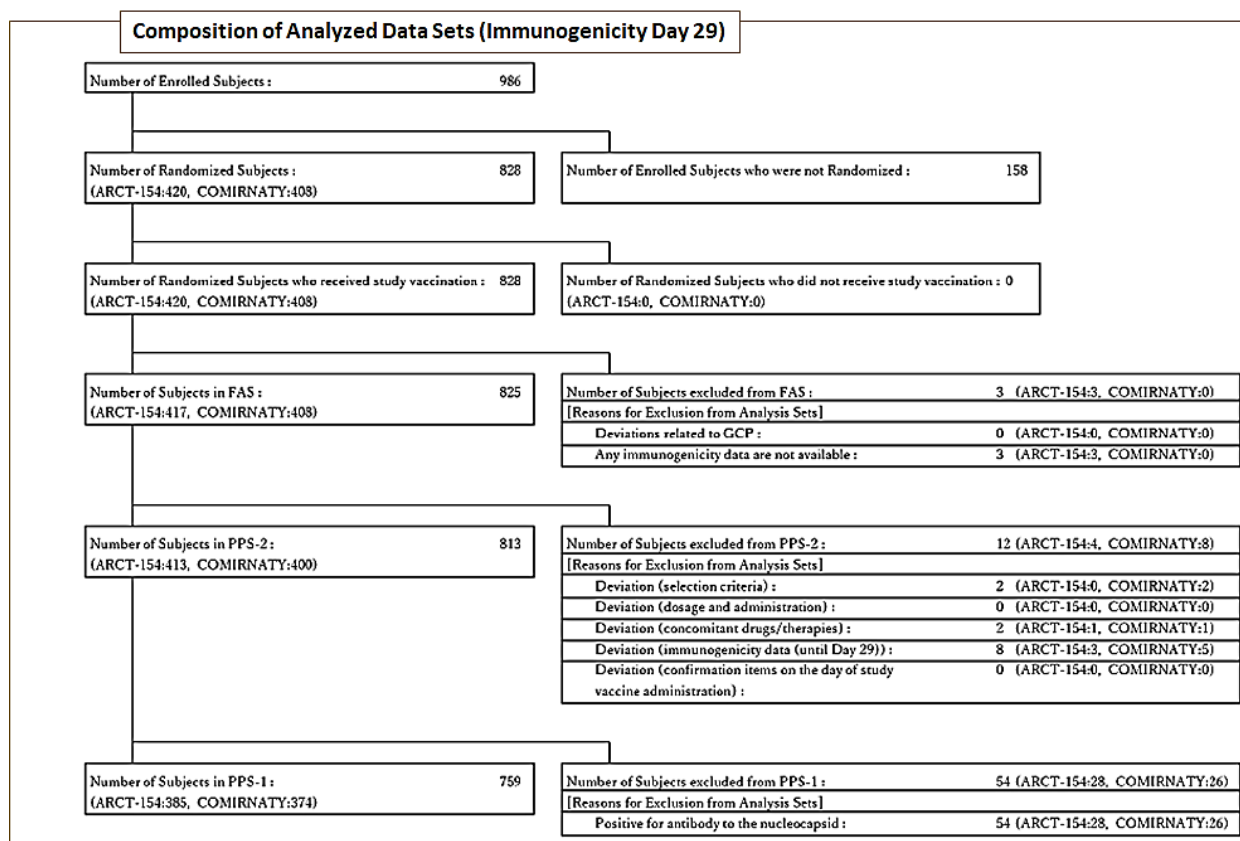 Composition of Analyzed Data Sets (Immunogenicity Day 29)
Number of Enrolled Subjects : 986
Number of Randomized Subjects : 828
(ARCT-154:420, COMIRNATY:408)
Number of Enrolled Subjects who were not Randomized : 158
Number of Randomized Subjects who received study vaccination : 828
(ARCT-154:420, COMIRNATY:408)
Number of Randomized Subjects who did not receive study vaccination : 0
(ARCT-154:0, COMIRNATY:0)
Number of Subjects in FAS : 825
(ARCT-154:417, COMIRNATY:408)
Number of Subjects excluded from FAS : 3 (ARCT-154:3, COMIRNATY:0)
[Reasons for Exclusion from Analysis Sets]
Deviations related to GCP : 0 (ARCT-154:0, COMIRNATY:0)
Any immunogenicity data are not available : 3 (ARCT-154:3, COMIRNATY:0)
Number of Subjects in PPS-2 : 813
(ARCT-154:413, COMIRNATY:400)
Number of Subjects excluded from PPS-2 : 12 (ARCT-154:4, COMIRNATY:8)
[Reasons for Exclusion from Analysis Sets]
Deviation (selection criteria) : 2 (ARCT-154:0, COMIRNATY:2)
Deviation (dosage and administration) : 0 (ARCT-154:0, COMIRNATY:0)
Deviation (concomitant drugs/therapies) : 2 (ARCT-154:1, COMIRNATY:1)
Deviation (immunogenicity data (until Day 29)) : 8 (ARCT-154:3, COMIRNATY:5)
Deviation (confirmation items on the day of study 0 (ARCT-154:0, COMIRNATY:0)
vaccine administration) :
Number of Subjects in PPS-1 : 759
(ARCT-154:385, COMIRNATY:374)
Number of Subjects excluded from PPS-1 : 54 (ARCT-154:28, COMIRNATY:26)
[Reasons for Exclusion from Analysis Sets]
Positive for antibody to the nucleocapsid : 54 (ARCT-154:28, COMIRNATY:26)